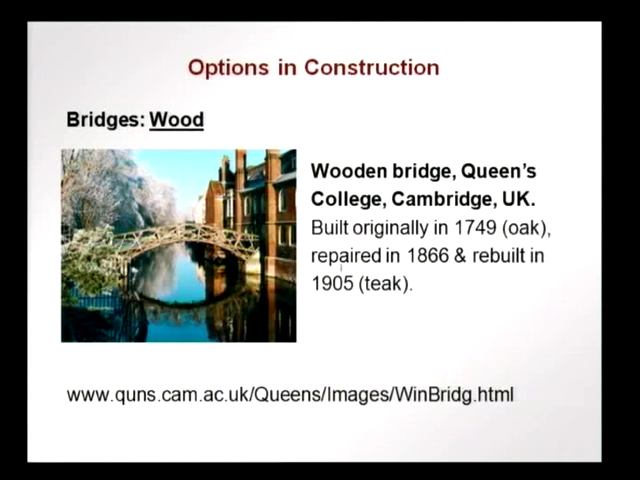 Options in Construction
Bridges: Wood
Wooden bridge, Queen's
College, Cambridge, UK.
Built originally in 1749 (oak),
repaired in 1866 & rebuilt in
1905 (teak).
www.quns.cam.ac.uk/Queens/Images/WinBridg.html